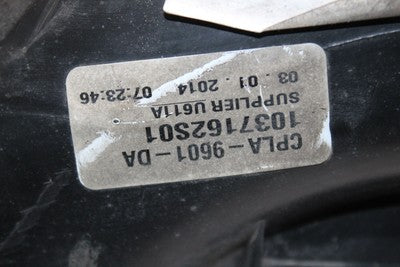 CPLA-9601-DA
1037162S01
SUPPLIER U611A
03 . 01 . 2014 07:23:46